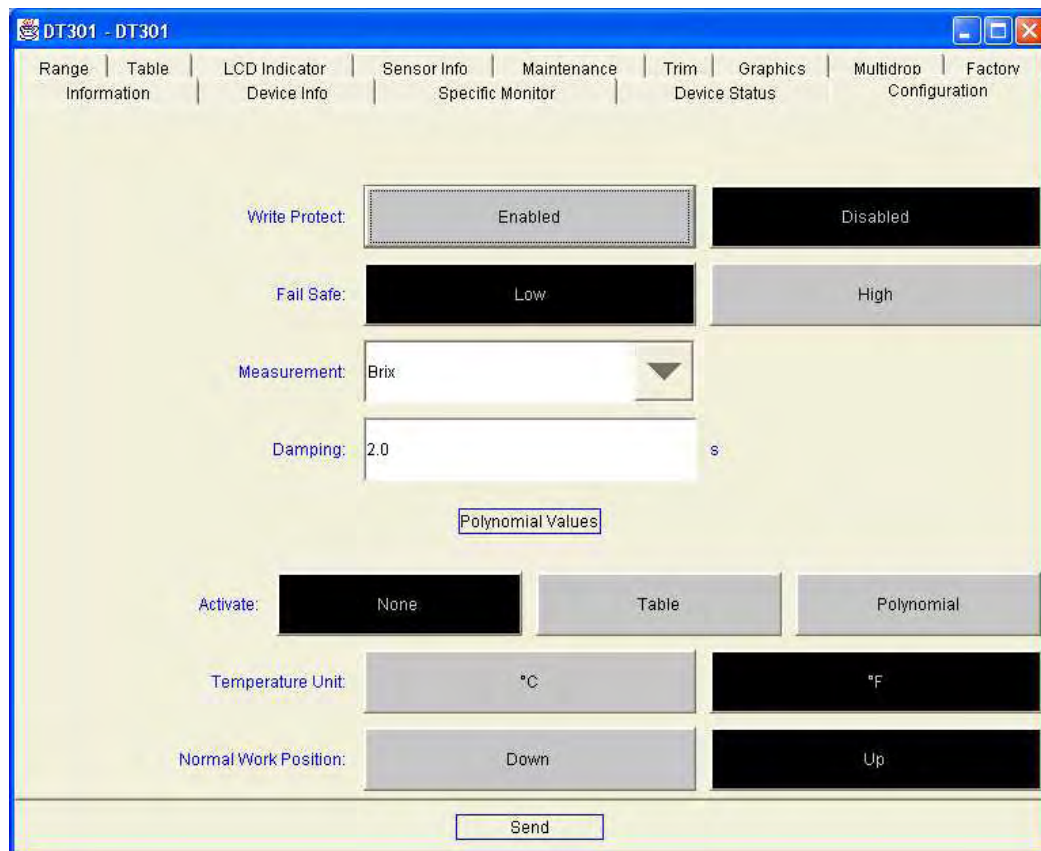 DT301 - DT301
Range Table LCD Indicator Sensor Info Maintenance Trim Graphics Multidrop Factory
Information Device Info Specific Monitor Device Status Configuration
Write Protect: Enabled Disabled
Fail Safe: Low High
Measurement: Brix
Damping: 2.0 s
Polynomial Values
Activate: None Table Polynomial
Temperature Unit: °C °F
Normal Work Position: Down Up
Send